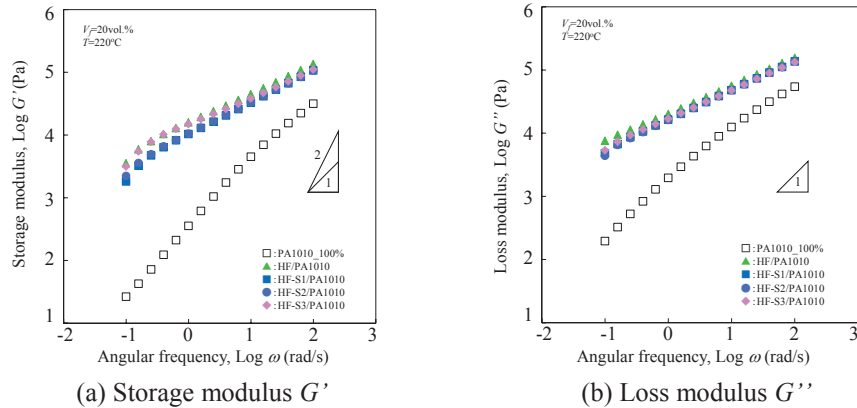 V_f=20vol.%
T=220°C
Storage modulus, Log G' (Pa)
6
5
4
3
2
1
2
1
□ : PA1010_100%
▲ : HF/PA1010
■ : HF-S1/PA1010
● : HF-S2/PA1010
◆ : HF-S3/PA1010
-2 -1 0 1 2 3
Angular frequency, Log ω (rad/s)
(a) Storage modulus G'
V_f=20vol.%
T=220°C
Loss modulus, Log G'' (Pa)
6
5
4
3
2
1
1
□ : PA1010_100%
▲ : HF/PA1010
■ : HF-S1/PA1010
● : HF-S2/PA1010
◆ : HF-S3/PA1010
-2 -1 0 1 2 3
Angular frequency, Log ω (rad/s)
(b) Loss modulus G''